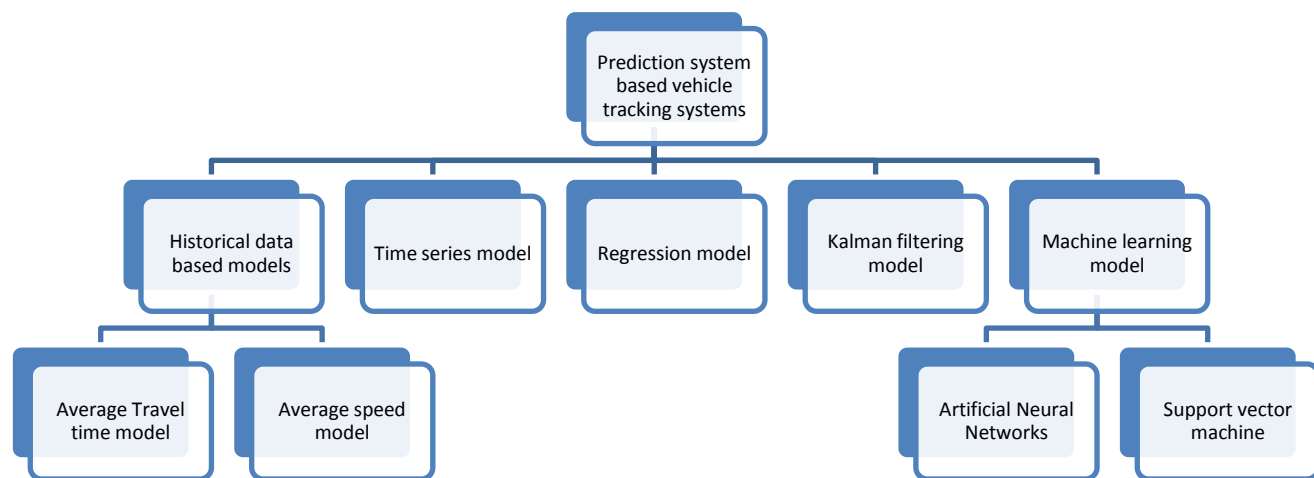 Prediction system
based vehicle
tracking systems
Historical data
based models
Time series model
Regression model
Kalman filtering
model
Machine learning
model
Average Travel
time model
Average speed
model
Artificial Neural
Networks
Support vector
machine